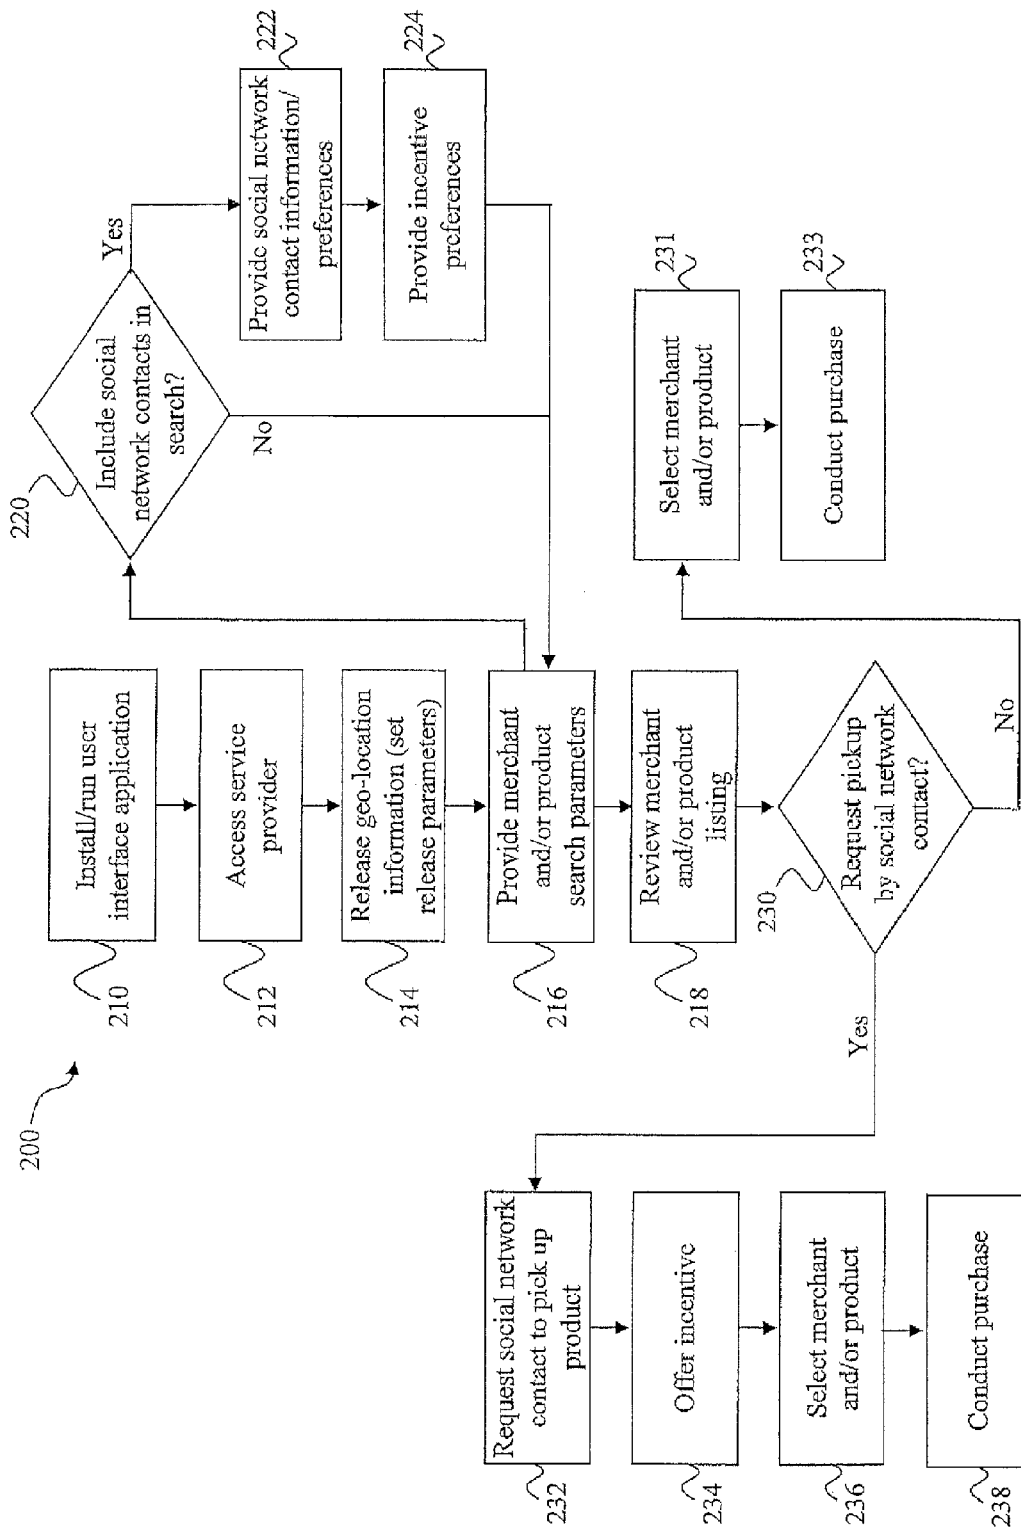 200
210
Install/run user
interface application
212
Access service
provider
214
Release geo-location
information (set
release parameters)
216
Provide merchant
and/or product
search parameters
218
Review merchant
and/or product
listing
220
Include social
network contacts in
search?
Yes
No
222
Provide social network
contact information/
preferences
224
Provide incentive
preferences
230
Request pickup
by social network
contact?
Yes
No
231
Select merchant
and/or product
233
Conduct purchase
232
Request social network
contact to pick up
product
234
Offer incentive
236
Select merchant
and/or product
238
Conduct purchase